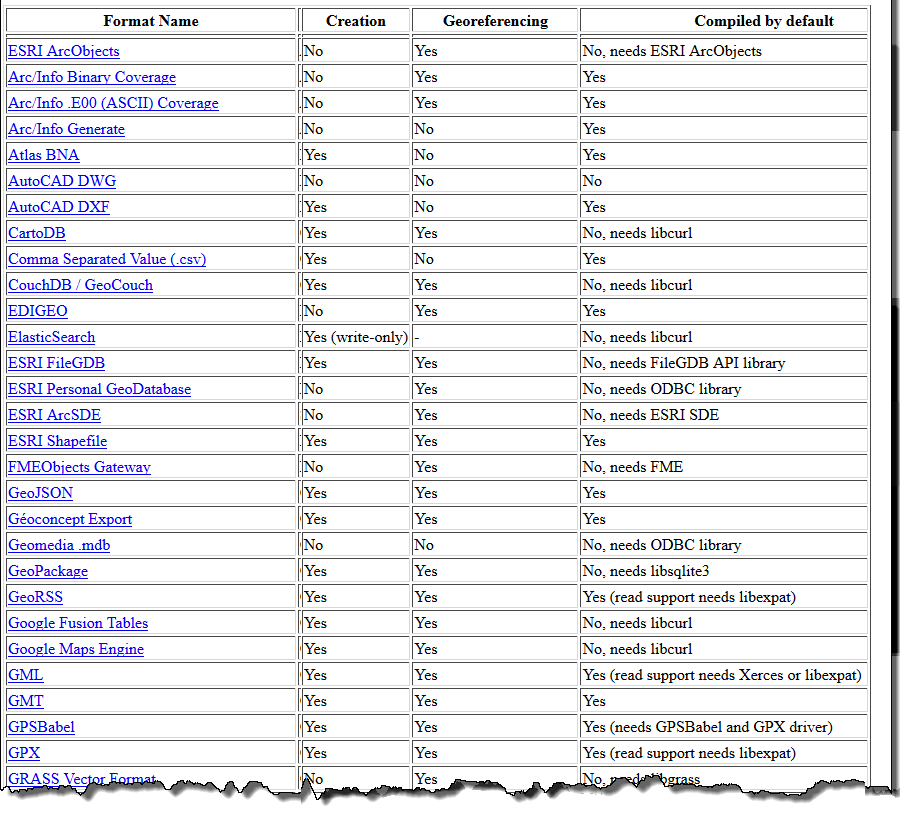 Format Name Creation Georeferencing Compiled by default
ESRI ArcObjects No Yes No, needs ESRI ArcObjects
Arc/Info Binary Coverage No Yes Yes
Arc/Info .E00 (ASCII) Coverage No Yes Yes
Arc/Info Generate No No Yes
Atlas BNA Yes No Yes
AutoCAD DWG No No No
AutoCAD DXF Yes No Yes
CartoDB Yes Yes No, needs libcurl
Comma Separated Value (.csv) Yes No Yes
CouchDB / GeoCouch Yes Yes No, needs libcurl
EDIGEO No Yes Yes
ElasticSearch Yes (write-only) - No, needs libcurl
ESRI FileGDB Yes Yes No, needs FileGDB API library
ESRI Personal GeoDatabase No Yes No, needs ODBC library
ESRI ArcSDE No Yes No, needs ESRI SDE
ESRI Shapefile Yes Yes Yes
FMEObjects Gateway No Yes No, needs FME
GeoJSON Yes Yes Yes
Géoconcept Export Yes Yes Yes
Geomedia .mdb No No No, needs ODBC library
GeoPackage Yes Yes No, needs libsqlite3
GeoRSS Yes Yes Yes (read support needs libexpat)
Google Fusion Tables Yes Yes No, needs libcurl
Google Maps Engine Yes Yes No, needs libcurl
GML Yes Yes Yes (read support needs Xerces or libexpat)
GMT Yes Yes Yes
GPSBabel Yes Yes Yes (needs GPSBabel and GPX driver)
GPX Yes Yes Yes (read support needs libexpat)
GRASS Vector Format No Yes No, needs libgrass